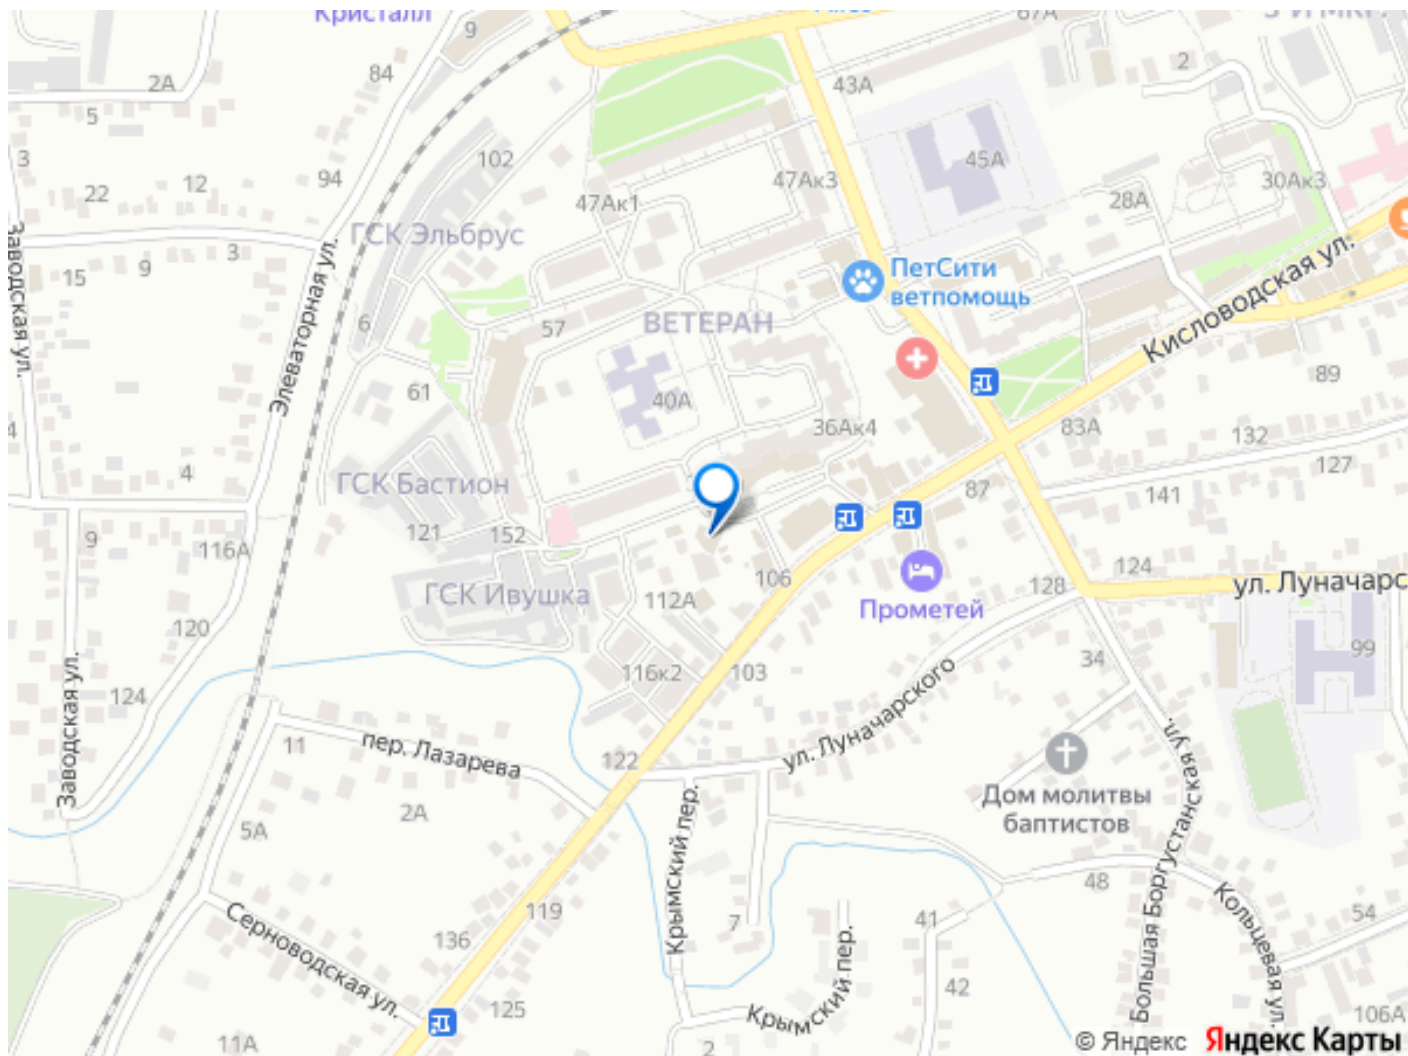 Кристалл
9
67А
84
2А
2
43А
5
3
102
45А
94
12
22
47Ак3
30Ак3
28А
47Ак1
ГСК Эльбрус
Заводская ул.
3
9
15
Элеваторная ул.
Кисловодская ул.
ПетСити
ветпомощь
6
57
ВЕТЕРАН
89
61
40А
36Ак4
83А
4
132
127
4
ГСК Бастион
87
141
121
152
9
116А
106
128
124
ул. Луначарс
ГСК Ивушка
112А
Прометей
120
34
99
116к2
103
124
Заводская ул.
ул. Луначарского
11
пер. Лазарева
122
Большая Боргустанская ул.
Дом молитвы
баптистов
2А
5А
Крымский пер.
48
Кольцевая ул.
119
7
41
54
Серноводская ул.
136
Крымский пер.
42
125
106А
11А
2
© Яндекс
Яндекс Карты